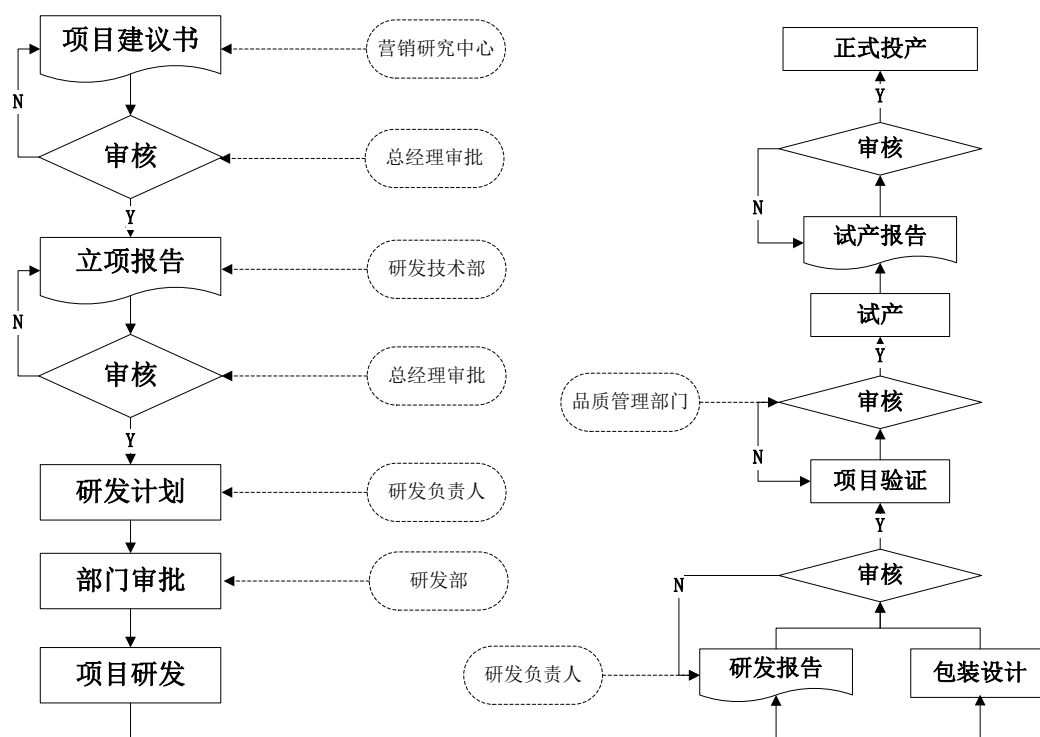 项目建议书
营销研究中心
N
审核
总经理审批
Y
立项报告
研发技术部
N
审核
总经理审批
Y
研发计划
研发负责人
部门审批
研发部
项目研发
正式投产
Y
审核
N
试产报告
试产
Y
品质管理部门
审核
N
项目验证
Y
审核
N
研发负责人
研发报告
包装设计